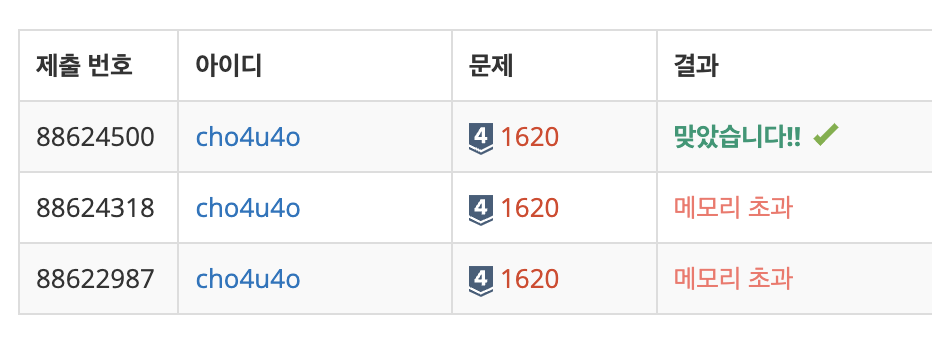 제출 번호 아이디 문제 결과
88624500 cho4u4o 4 1620 맞았습니다!!
88624318 cho4u4o 4 1620 메모리 초과
88622987 cho4u4o 4 1620 메모리 초과